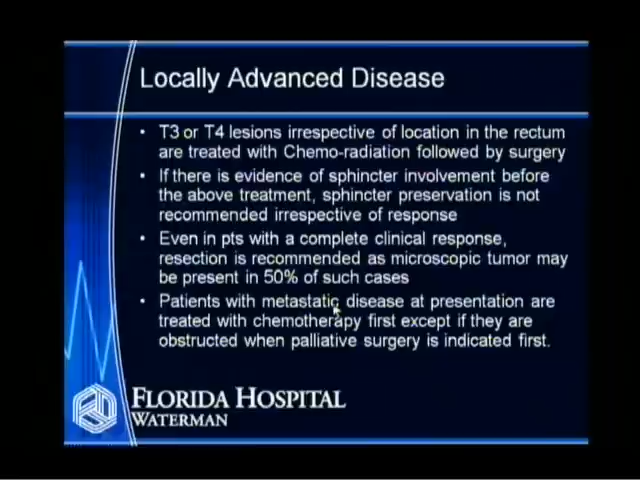 Locally Advanced Disease
• T3 or T4 lesions irrespective of location in the rectum
are treated with Chemo-radiation followed by surgery
• If there is evidence of sphincter involvement before
the above treatment, sphincter preservation is not
recommended irrespective of response
• Even in pts with a complete clinical response,
resection is recommended as microscopic tumor may
be present in 50% of such cases
• Patients with metastatic disease at presentation are
treated with chemotherapy first except if they are
obstructed when palliative surgery is indicated first.
FLORIDA HOSPITAL
WATERMAN